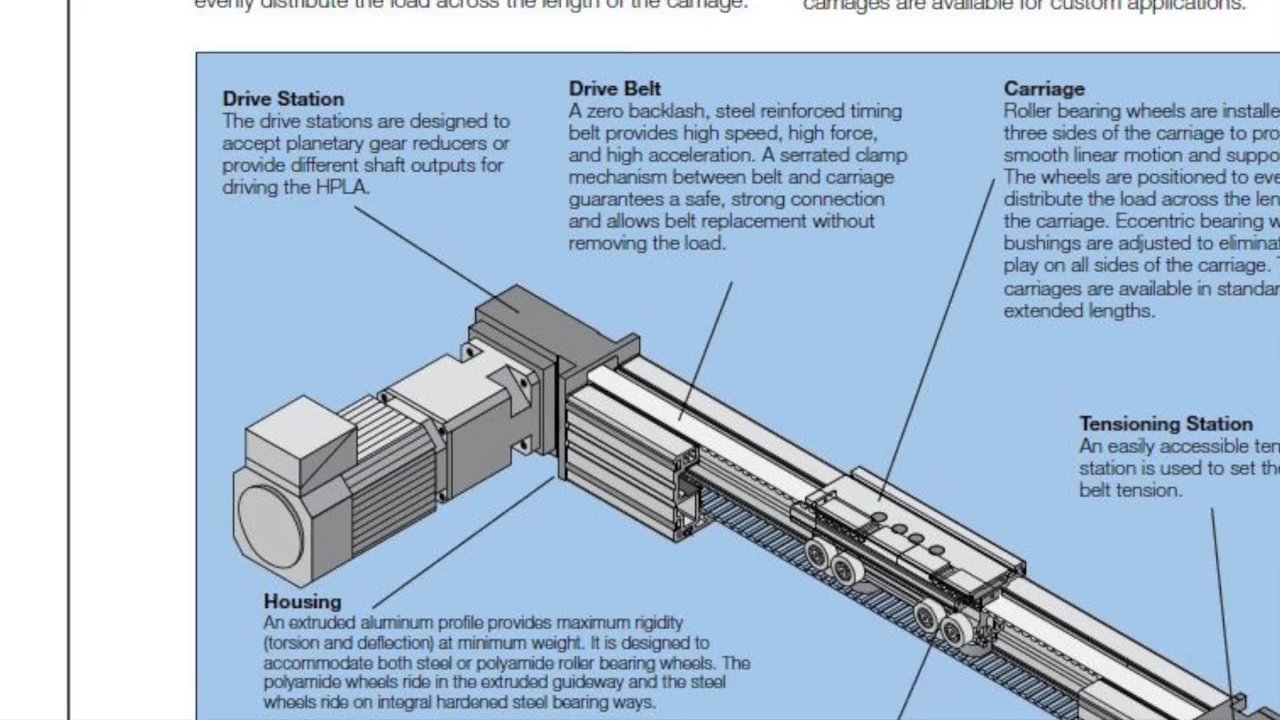 evenly distribute the load across the length of the carriage.
carriages are available for custom applications.
Drive Station
The drive stations are designed to
accept planetary gear reducers or
provide different shaft outputs for
driving the HPLA.
Drive Belt
A zero backlash, steel reinforced timing
belt provides high speed, high force,
and high acceleration. A serrated clamp
mechanism between belt and carriage
guarantees a safe, strong connection
and allows belt replacement without
removing the load.
Carriage
Roller bearing wheels are installe
three sides of the carriage to pro
smooth linear motion and suppo
The wheels are positioned to eve
distribute the load across the len
the carriage. Eccentric bearing w
bushings are adjusted to eliminat
play on all sides of the carriage.
carriages are available in standar
extended lengths.
Tensioning Station
An easily accessible ten
station is used to set the
belt tension.
Housing
An extruded aluminum profile provides maximum rigidity
(torsion and deflection) at minimum weight. It is designed to
accommodate both steel or polyamide roller bearing wheels. The
polyamide wheels ride in the extruded guideway and the steel
wheels ride on integral hardened steel bearing ways.